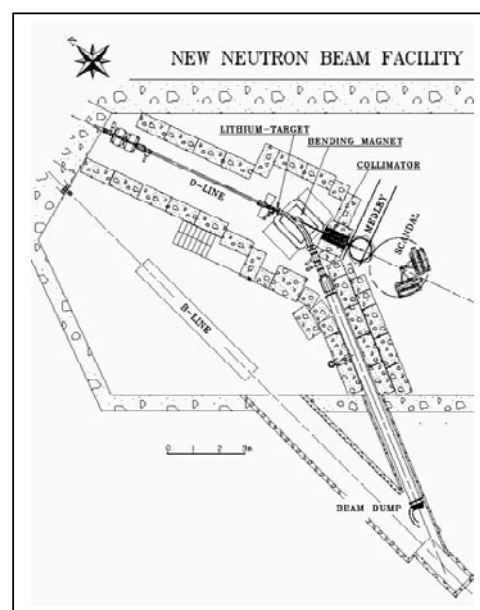 N
NEW NEUTRON BEAM FACILITY
LITHIUM-TARGET
BENDING MAGNET
COLLIMATOR
D-LINE
MEDLEY
SCANDAL
B-LINE
0 1 2 3m
BEAM DUMP